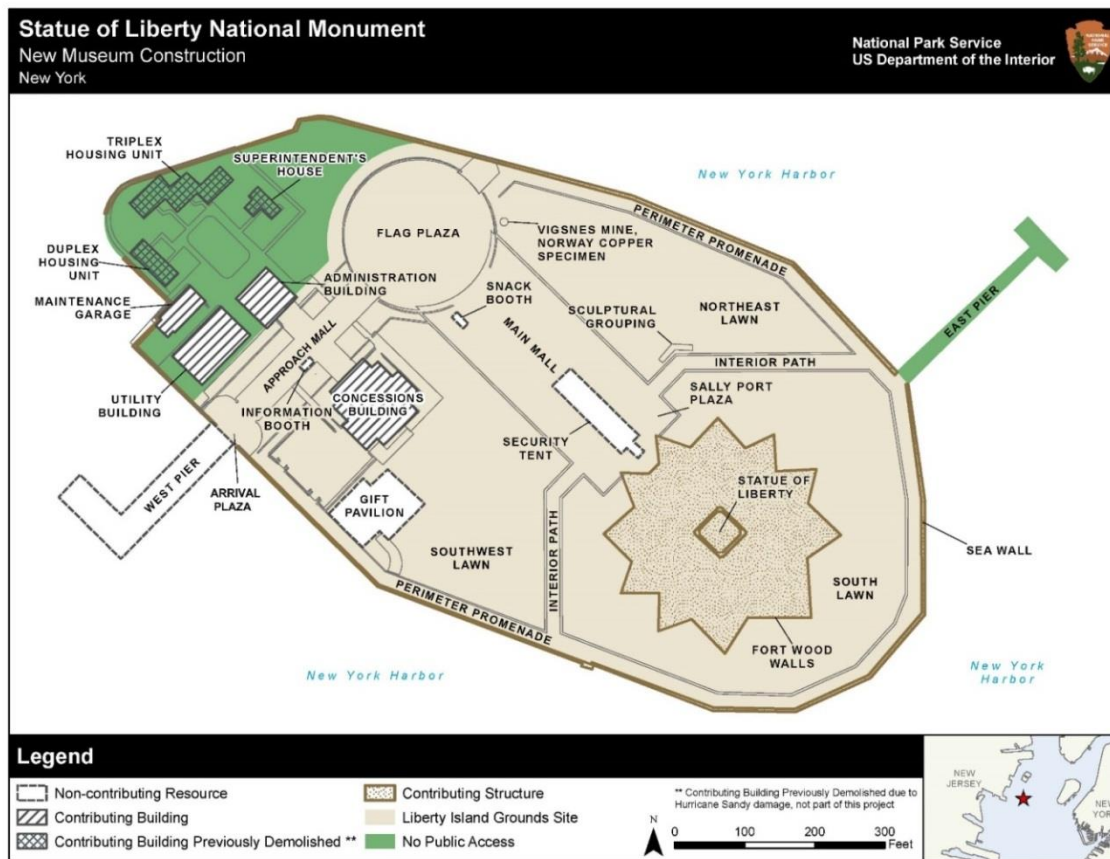 Statue of Liberty National Monument
New Museum Construction
New York
National Park Service
US Department of the Interior
NATIONAL
PARK
SERVICE
TRIPLEX
HOUSING UNIT
SUPERINTENDENT'S
HOUSE
New York Harbor
PERIMETER PROMENADE
FLAG PLAZA
VIGSNES MINE,
NORWAY COPPER
SPECIMEN
DUPLEX
HOUSING
UNIT
ADMINISTRATION
BUILDING
SNACK
BOOTH
MAINTENANCE
GARAGE
SCULPTURAL
GROUPING
NORTHEAST
LAWN
EAST PIER
MAIN MALL
APPROACH MALL
INTERIOR PATH
SALLY PORT
PLAZA
UTILITY
BUILDING
INFORMATION
BOOTH
CONCESSIONS
BUILDING
SECURITY
TENT
WEST PIER
ARRIVAL
PLAZA
GIFT
PAVILION
STATUE OF
LIBERTY
INTERIOR PATH
SOUTHWEST
LAWN
SEA WALL
SOUTH
LAWN
PERIMETER PROMENADE
FORT WOOD
WALLS
New York Harbor
New York
Harbor
Legend
Non-contributing Resource
Contributing Building
Contributing Building Previously Demolished **
Contributing Structure
Liberty Island Grounds Site
No Public Access
** Contributing Building Previously Demolished due to
Hurricane Sandy damage, not part of this project
N
0 100 200 300
Feet
NEW
JERSEY
NEW
YORK